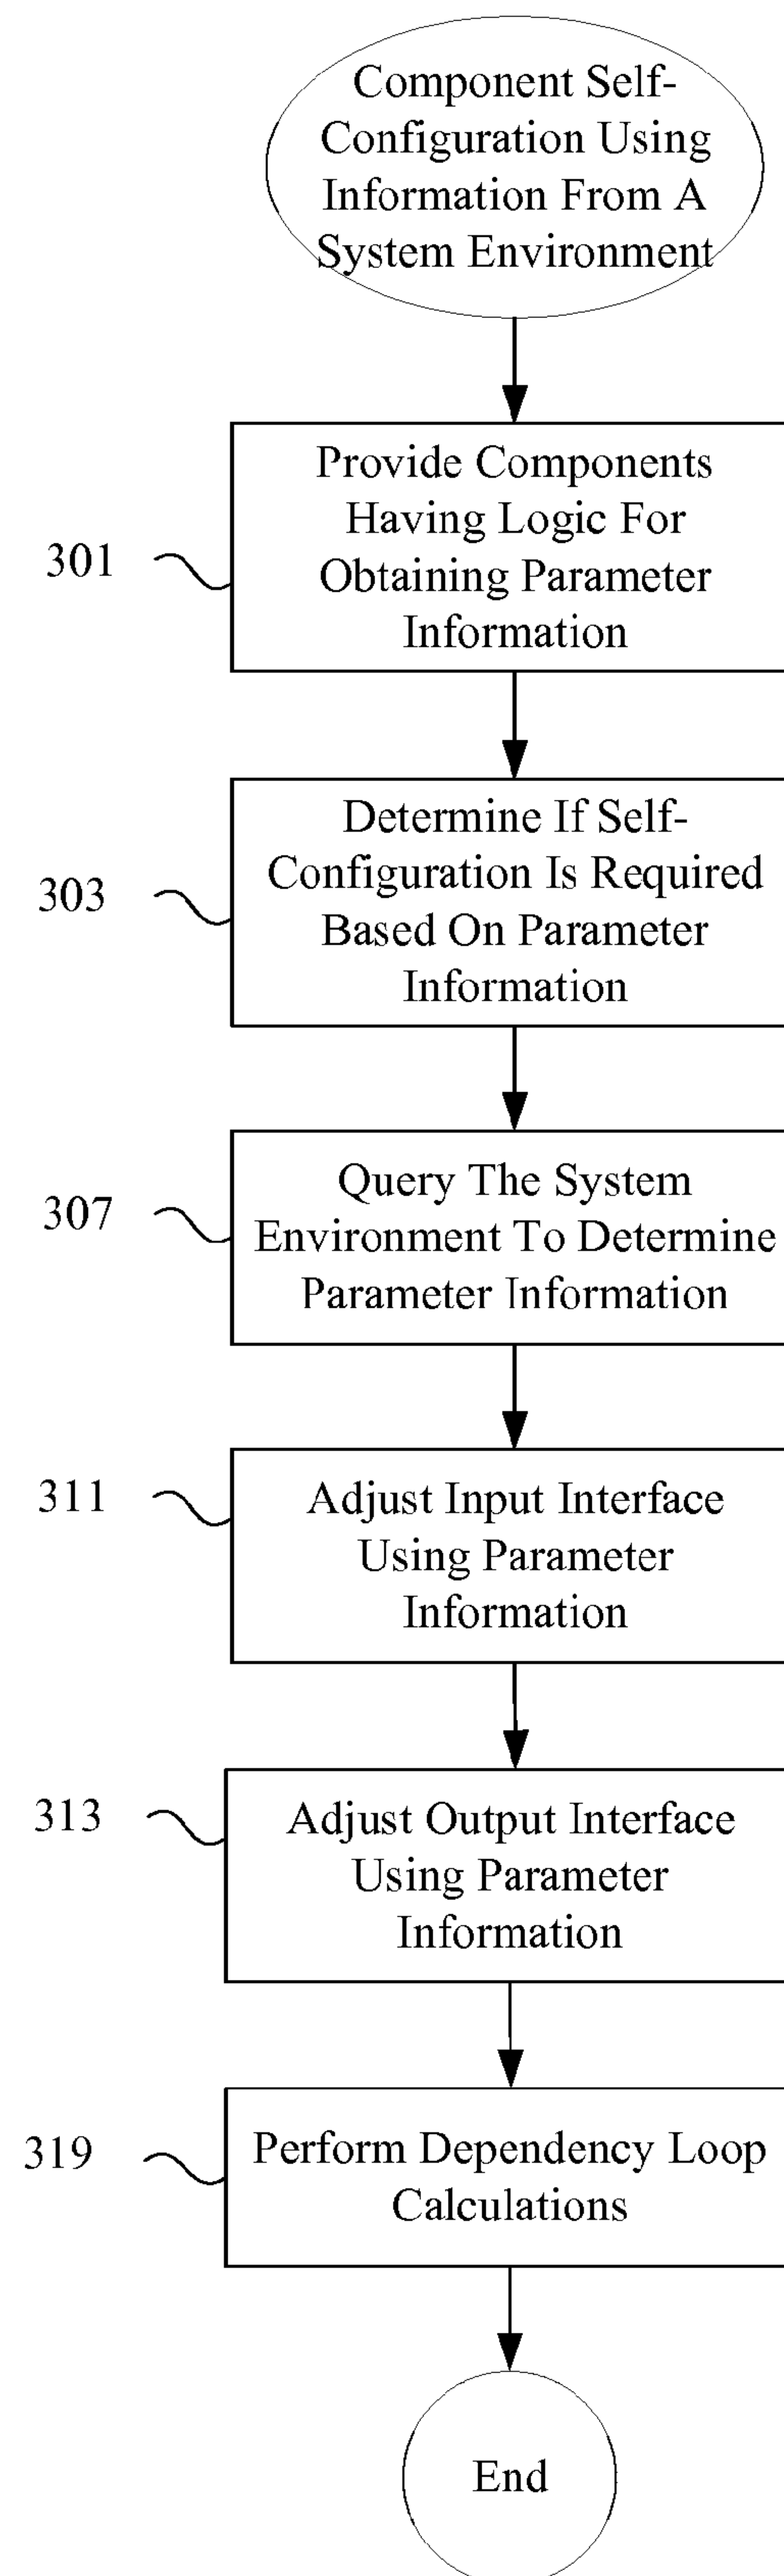 Component Self-
Configuration Using
Information From A
System Environment
301
Provide Components
Having Logic For
Obtaining Parameter
Information
303
Determine If Self-
Configuration Is Required
Based On Parameter
Information
307
Query The System
Environment To Determine
Parameter Information
311
Adjust Input Interface
Using Parameter
Information
313
Adjust Output Interface
Using Parameter
Information
319
Perform Dependency Loop
Calculations
End